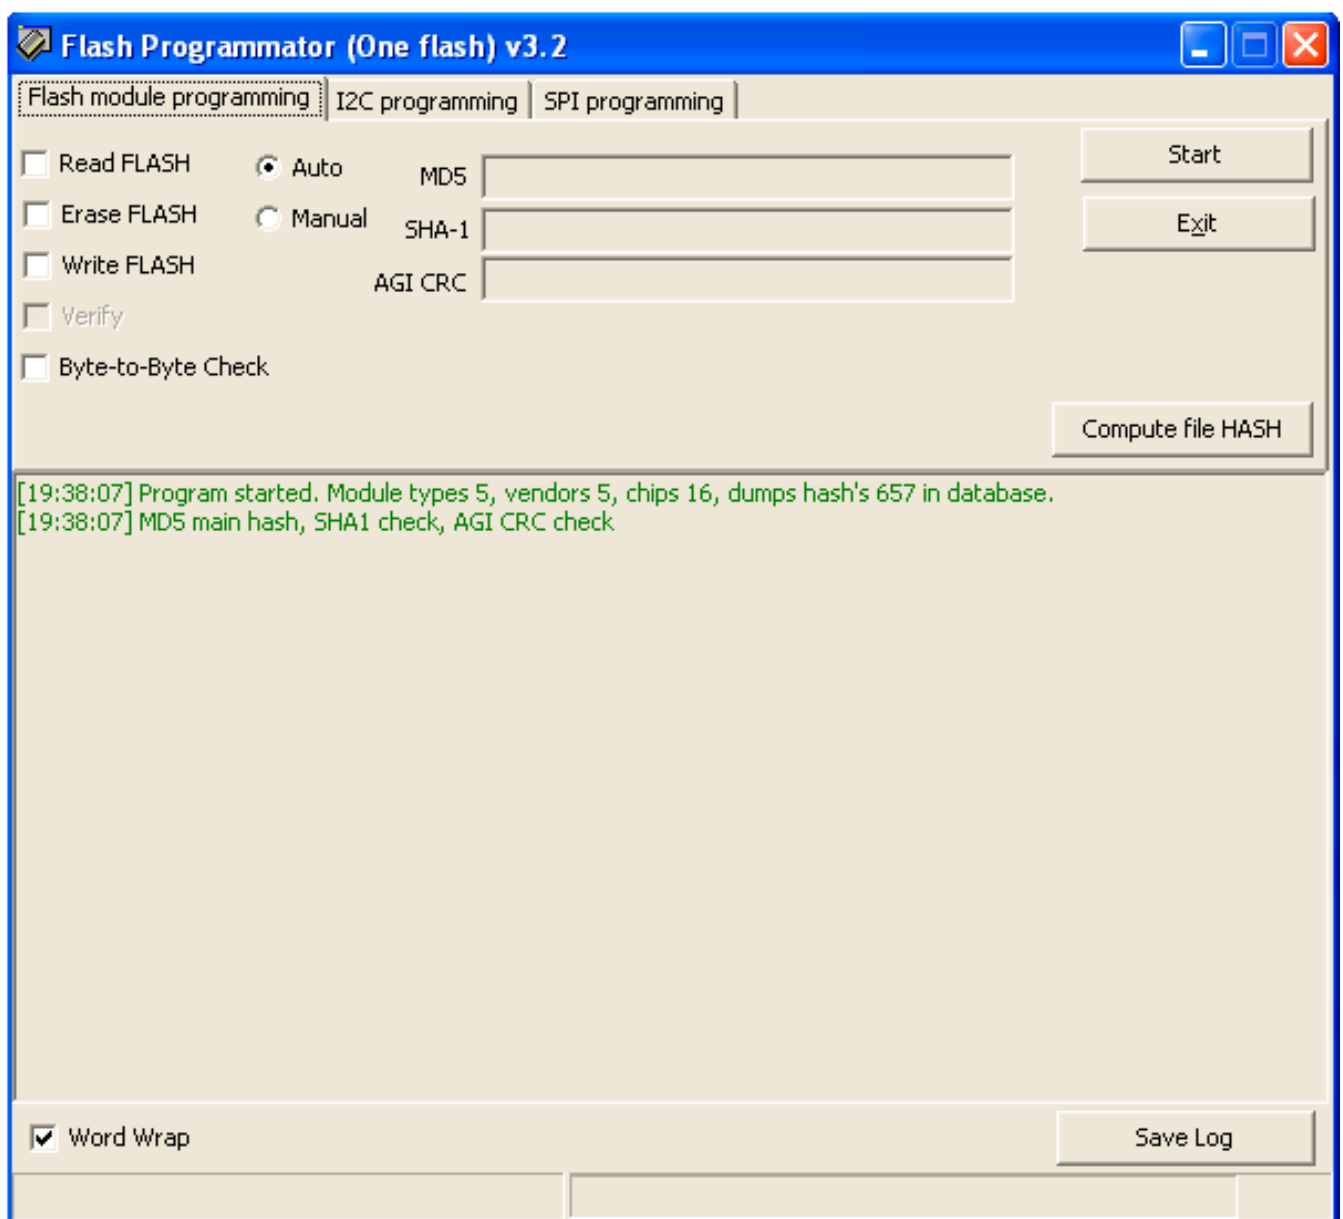 Flash Programmator (One flash) v3.2
Flash module programming I2C programming SPI programming
Read FLASH Auto MD5 Start
Erase FLASH Manual SHA-1 Exit
Write FLASH AGI CRC
Verify
Byte-to-Byte Check
Compute file HASH
[19:38:07] Program started. Module types 5, vendors 5, chips 16, dumps hash's 657 in database.
[19:38:07] MD5 main hash, SHA1 check, AGI CRC check
Word Wrap Save Log